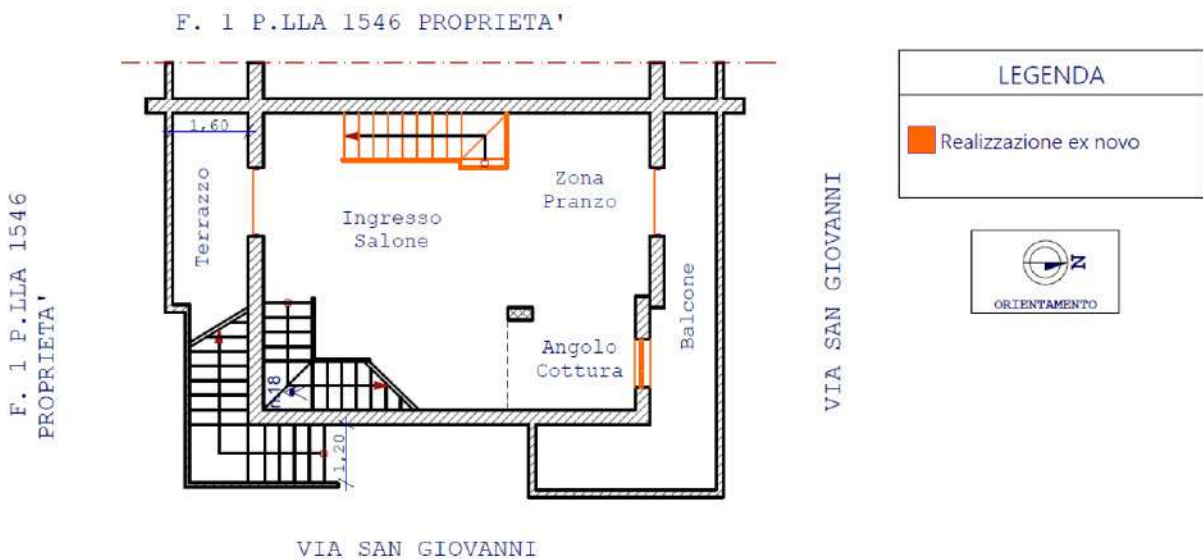 F. 1 P.LLA 1546 PROPRIETA'
LEGENDA
Realizzazione ex novo
1,60
Terrazzo
Ingresso
Salone
Zona
Pranzo
Balcone
Angolo
Cottura
n.18
1,20
F. 1 P.LLA 1546
PROPRIETA'
VIA SAN GIOVANNI
N
ORIENTAMENTO
VIA SAN GIOVANNI